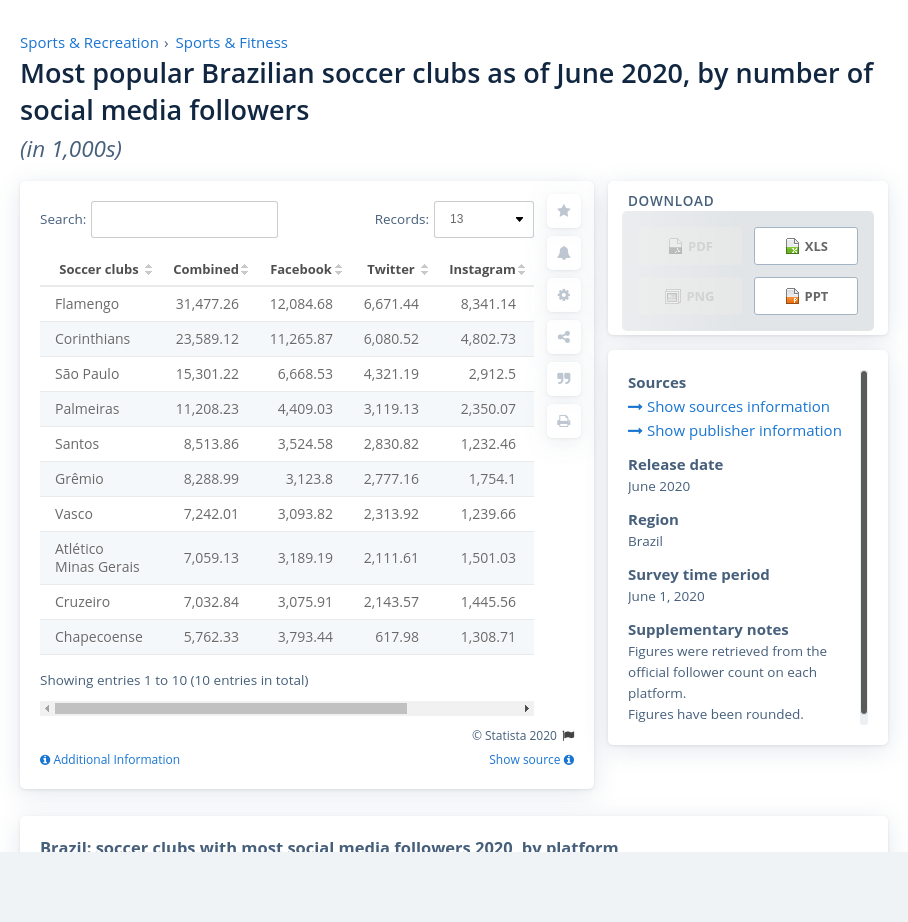 Sports & Recreation › Sports & Fitness
Most popular Brazilian soccer clubs as of June 2020, by number of
social media followers
(in 1,000s)
Search:
Records: 13
Soccer clubs Combined Facebook Twitter Instagram
Flamengo 31,477.26 12,084.68 6,671.44 8,341.14
Corinthians 23,589.12 11,265.87 6,080.52 4,802.73
São Paulo 15,301.22 6,668.53 4,321.19 2,912.5
Palmeiras 11,208.23 4,409.03 3,119.13 2,350.07
Santos 8,513.86 3,524.58 2,830.82 1,232.46
Grêmio 8,288.99 3,123.8 2,777.16 1,754.1
Vasco 7,242.01 3,093.82 2,313.92 1,239.66
Atlético
Minas Gerais 7,059.13 3,189.19 2,111.61 1,501.03
Cruzeiro 7,032.84 3,075.91 2,143.57 1,445.56
Chapecoense 5,762.33 3,793.44 617.98 1,308.71
Showing entries 1 to 10 (10 entries in total)
© Statista 2020
Additional Information
Show source
DOWNLOAD
PDF XLS
PNG PPT
Sources
Show sources information
Show publisher information
Release date
June 2020
Region
Brazil
Survey time period
June 1, 2020
Supplementary notes
Figures were retrieved from the
official follower count on each
platform.
Figures have been rounded.
Brazil: soccer clubs with most social media followers 2020, by platform